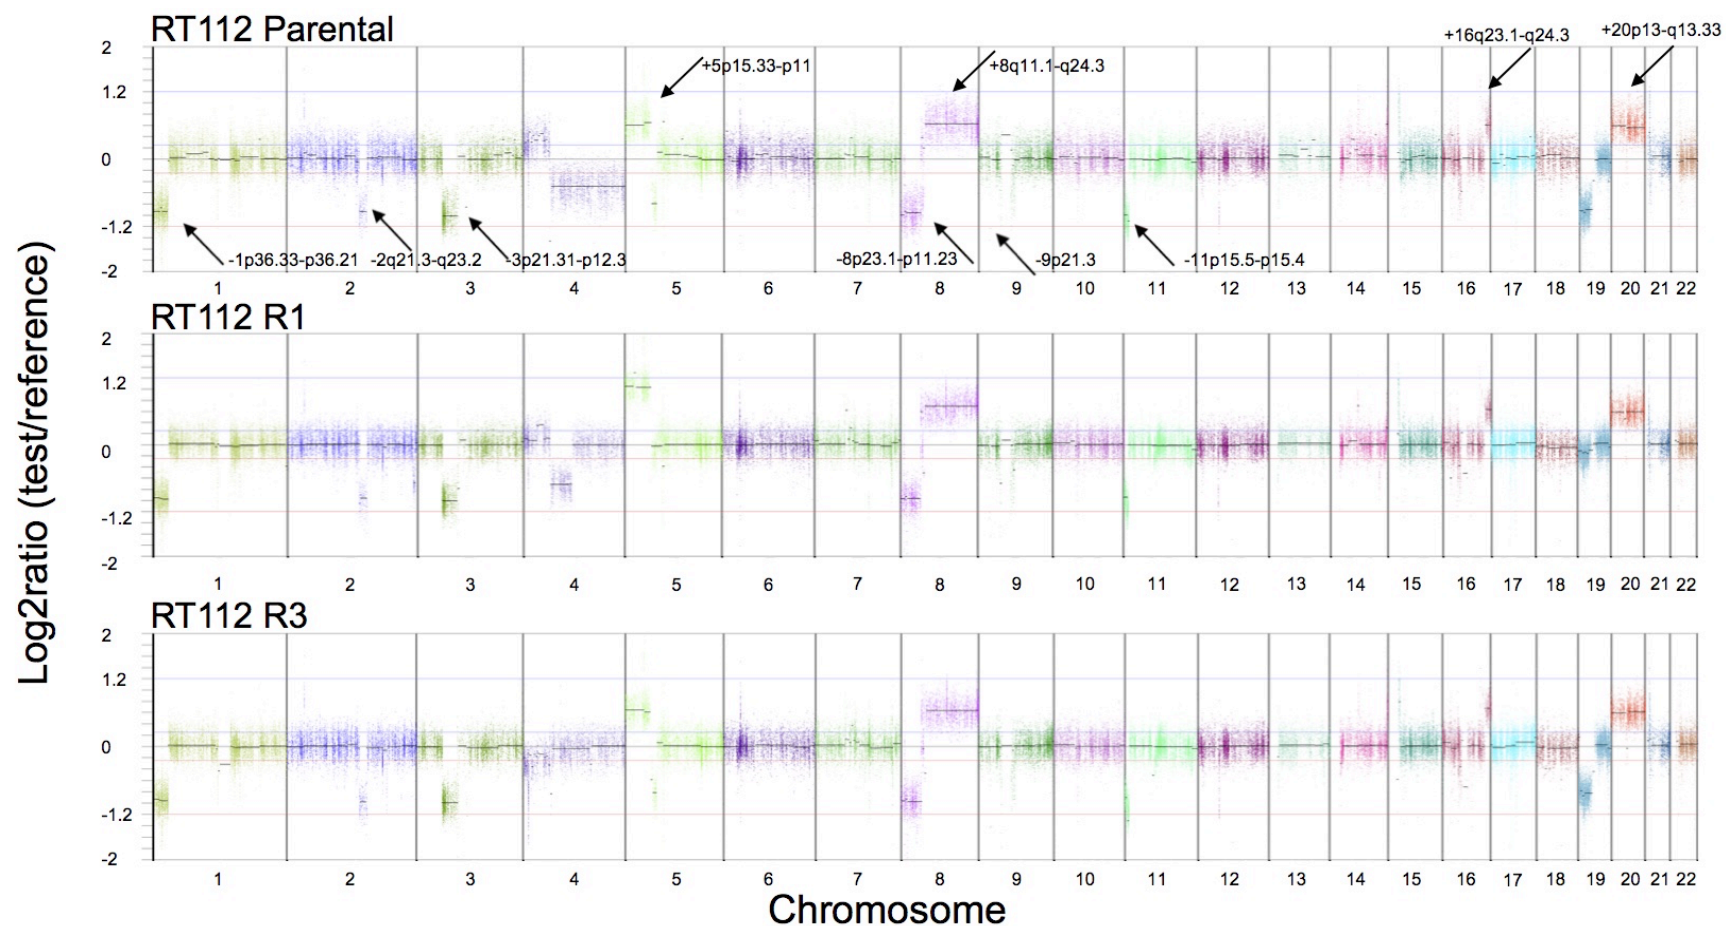 RT112 Parental
+16q23.1-q24.3
+20p13-q13.33
+5p15.33-p11
+8q11.1-q24.3
2
1.2
0
-1.2
-2
-1p36.33-p36.21
-2q21.3-q23.2
-3p21.31-p12.3
-8p23.1-p11.23
-9p21.3
-11p15.5-p15.4
1 2 3 4 5 6 7 8 9 10 11 12 13 14 15 16 17 18 19 20 21 22
RT112 R1
2
1.2
0
-1.2
-2
1 2 3 4 5 6 7 8 9 10 11 12 13 14 15 16 17 18 19 20 21 22
RT112 R3
2
1.2
0
-1.2
-2
1 2 3 4 5 6 7 8 9 10 11 12 13 14 15 16 17 18 19 20 21 22
Chromosome
Log2ratio (test/reference)